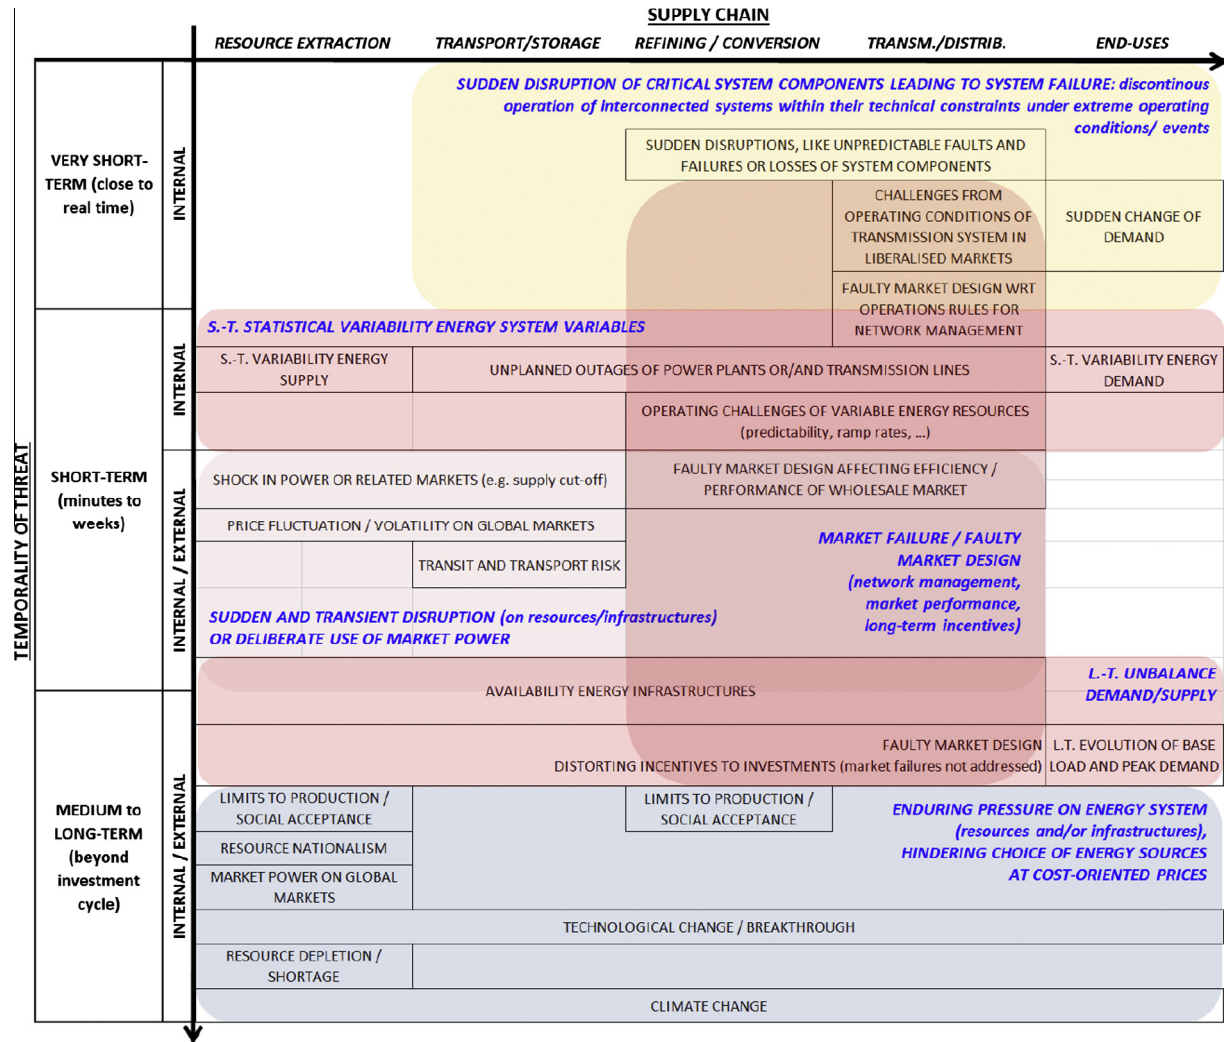 SUPPLY CHAIN
RESOURCE EXTRACTION
TRANSPORT/STORAGE
REFINING / CONVERSION
TRANSM./DISTRIB.
END-USES
TEMPORALITY OF THREAT
VERY SHORT-
TERM (close to
real time)
INTERNAL
SUDDEN DISRUPTION OF CRITICAL SYSTEM COMPONENTS LEADING TO SYSTEM FAILURE: discontinous
operation of interconnected systems within their technical constraints under extreme operating
conditions/ events
SUDDEN DISRUPTIONS, LIKE UNPREDICTABLE FAULTS AND
FAILURES OR LOSSES OF SYSTEM COMPONENTS
CHALLENGES FROM
OPERATING CONDITIONS OF
TRANSMISSION SYSTEM IN
LIBERALISED MARKETS
SUDDEN CHANGE OF
DEMAND
FAULTY MARKET DESIGN WRT
OPERATIONS RULES FOR
NETWORK MANAGEMENT
SHORT-TERM
(minutes to
weeks)
INTERNAL
S.-T. STATISTICAL VARIABILITY ENERGY SYSTEM VARIABLES
S.-T. VARIABILITY ENERGY
SUPPLY
UNPLANNED OUTAGES OF POWER PLANTS OR/AND TRANSMISSION LINES
S.-T. VARIABILITY ENERGY
DEMAND
OPERATING CHALLENGES OF VARIABLE ENERGY RESOURCES
(predictability, ramp rates, ...)
INTERNAL / EXTERNAL
SHOCK IN POWER OR RELATED MARKETS (e.g. supply cut-off)
FAULTY MARKET DESIGN AFFECTING EFFICIENCY /
PERFORMANCE OF WHOLESALE MARKET
PRICE FLUCTUATION / VOLATILITY ON GLOBAL MARKETS
TRANSIT AND TRANSPORT RISK
MARKET FAILURE / FAULTY
MARKET DESIGN
(network management,
market performance,
long-term incentives)
SUDDEN AND TRANSIENT DISRUPTION (on resources/infrastructures)
OR DELIBERATE USE OF MARKET POWER
AVAILABILITY ENERGY INFRASTRUCTURES
L.-T. UNBALANCE
DEMAND/SUPPLY
MEDIUM to
LONG-TERM
(beyond
investment
cycle)
INTERNAL / EXTERNAL
FAULTY MARKET DESIGN
DISTORTING INCENTIVES TO INVESTMENTS (market failures not addressed)
L.T. EVOLUTION OF BASE
LOAD AND PEAK DEMAND
LIMITS TO PRODUCTION /
SOCIAL ACCEPTANCE
LIMITS TO PRODUCTION /
SOCIAL ACCEPTANCE
ENDURING PRESSURE ON ENERGY SYSTEM
(resources and/or infrastructures),
HINDERING CHOICE OF ENERGY SOURCES
AT COST-ORIENTED PRICES
RESOURCE NATIONALISM
MARKET POWER ON GLOBAL
MARKETS
TECHNOLOGICAL CHANGE / BREAKTHROUGH
RESOURCE DEPLETION /
SHORTAGE
CLIMATE CHANGE